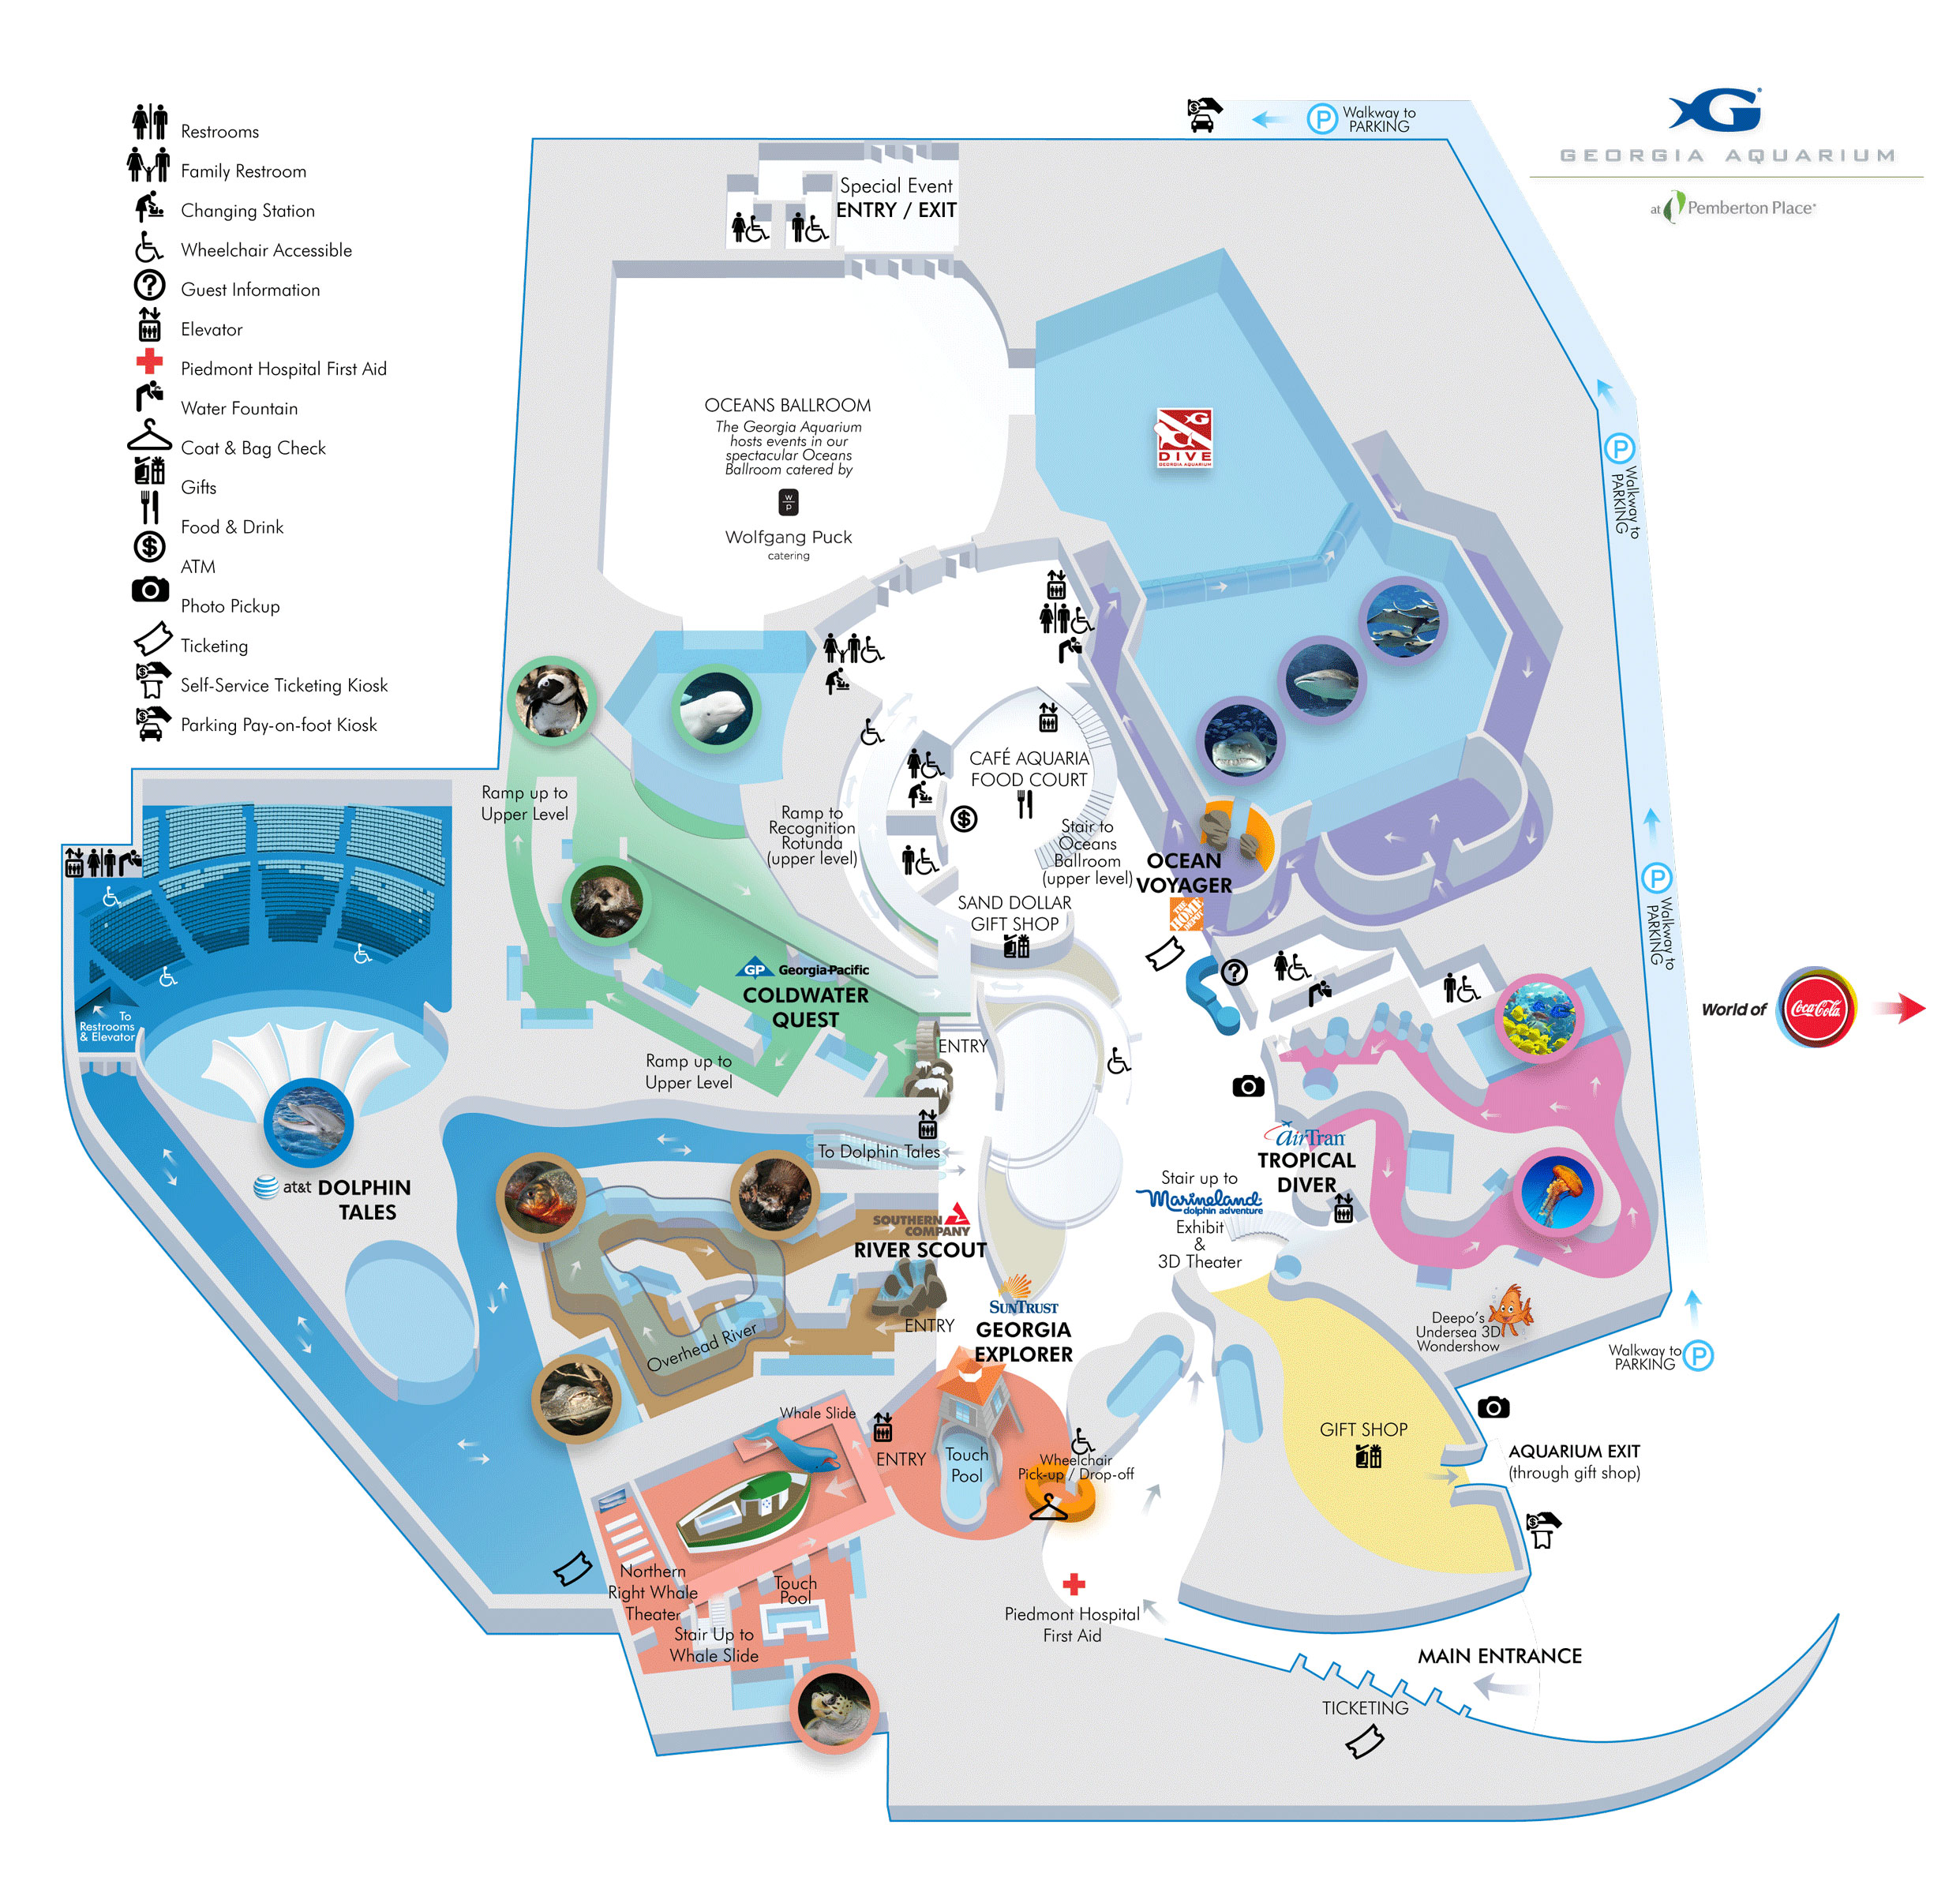 Restrooms
Family Restroom
Changing Station
Wheelchair Accessible
Guest Information
Elevator
Piedmont Hospital First Aid
Water Fountain
Coat & Bag Check
Gifts
Food & Drink
ATM
Photo Pickup
Ticketing
Self-Service Ticketing Kiosk
Parking Pay-on-foot Kiosk
P
Walkway to
PARKING
G
GEORGIA AQUARIUM
at Pemberton Place
Special Event
ENTRY / EXIT
OCEANS BALLROOM
The Georgia Aquarium
hosts events in our
spectacular Oceans
Ballroom catered by
w
p
Wolfgang Puck
catering
G
DIVE
GEORGIA AQUARIUM
P
Walkway to
PARKING
CAFÉ AQUARIA
FOOD COURT
Ramp up to
Upper Level
Ramp to
Recognition
Rotunda
(upper level)
Stair to
Oceans
Ballroom
(upper level)
OCEAN
VOYAGER
THE
HOME
DEPOT
SAND DOLLAR
GIFT SHOP
P
Walkway to
PARKING
GP Georgia-Pacific
COLDWATER
QUEST
World of
Coca-Cola
To
Restrooms
& Elevator
ENTRY
Ramp up to
Upper Level
To Dolphin Tales
at&t DOLPHIN
TALES
airTran
TROPICAL
DIVER
Stair up to
Marineland
dolphin adventure
Exhibit
&
3D Theater
SOUTHERN
COMPANY
RIVER SCOUT
ENTRY
Overhead River
SUNTRUST
GEORGIA
EXPLORER
Deepo's
Undersea 3D
Wondershow
Walkway to
PARKING
P
Whale Slide
ENTRY
Touch
Pool
Wheelchair
Pick-up / Drop-off
GIFT SHOP
AQUARIUM EXIT
(through gift shop)
Northern
Right Whale
Theater
Touch
Pool
Stair Up to
Whale Slide
Piedmont Hospital
First Aid
MAIN ENTRANCE
TICKETING